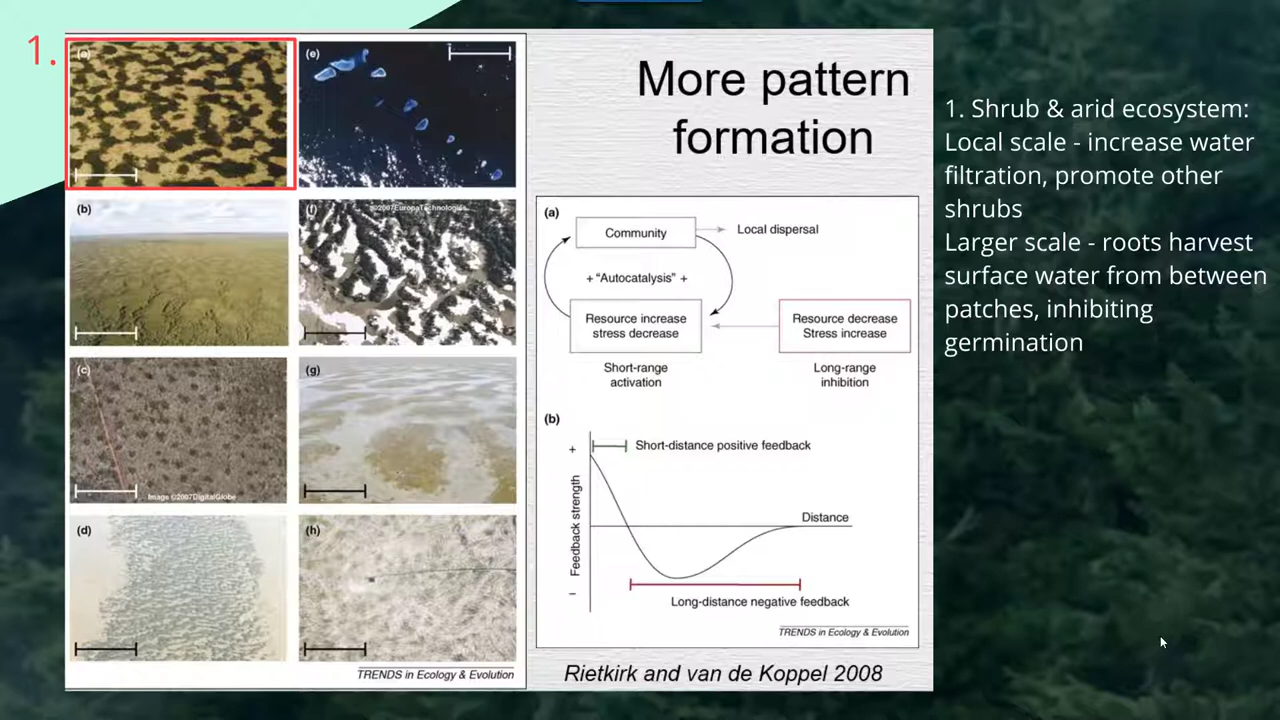 1.
(a)
(e)
(b)
(f)
©2007EuropaTechnologies
(c)
Image ©2007DigitalGlobe
(g)
(d)
(h)
TRENDS in Ecology & Evolution
More pattern
formation
(a)
Community
Local dispersal
+ "Autocatalysis" +
Resource increase
stress decrease
Resource decrease
Stress increase
Short-range
activation
Long-range
inhibition
(b)
+
Short-distance positive feedback
Feedback strength
Distance
–
Long-distance negative feedback
TRENDS in Ecology & Evolution
Rietkirk and van de Koppel 2008
1. Shrub & arid ecosystem:
Local scale - increase water
filtration, promote other
shrubs
Larger scale - roots harvest
surface water from between
patches, inhibiting
germination